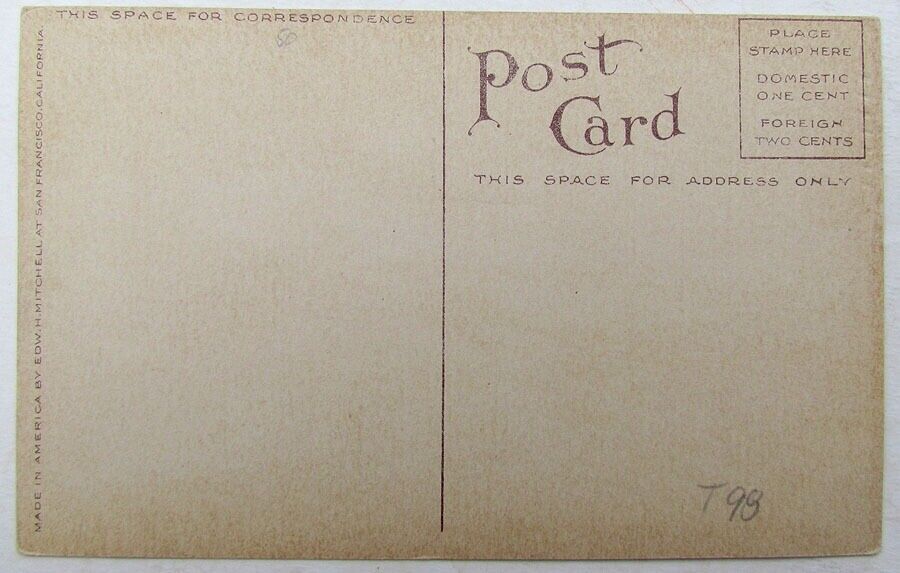 THIS SPACE FOR CORRESPONDENCE
Post
Card
PLACE
STAMP HERE
DOMESTIC
ONE CENT
FOREIGN
TWO CENTS
THIS SPACE FOR ADDRESS ONLY
MADE IN AMERICA BY EDW. H. MITCHELL AT SAN FRANCISCO, CALIFORNIA.
T98